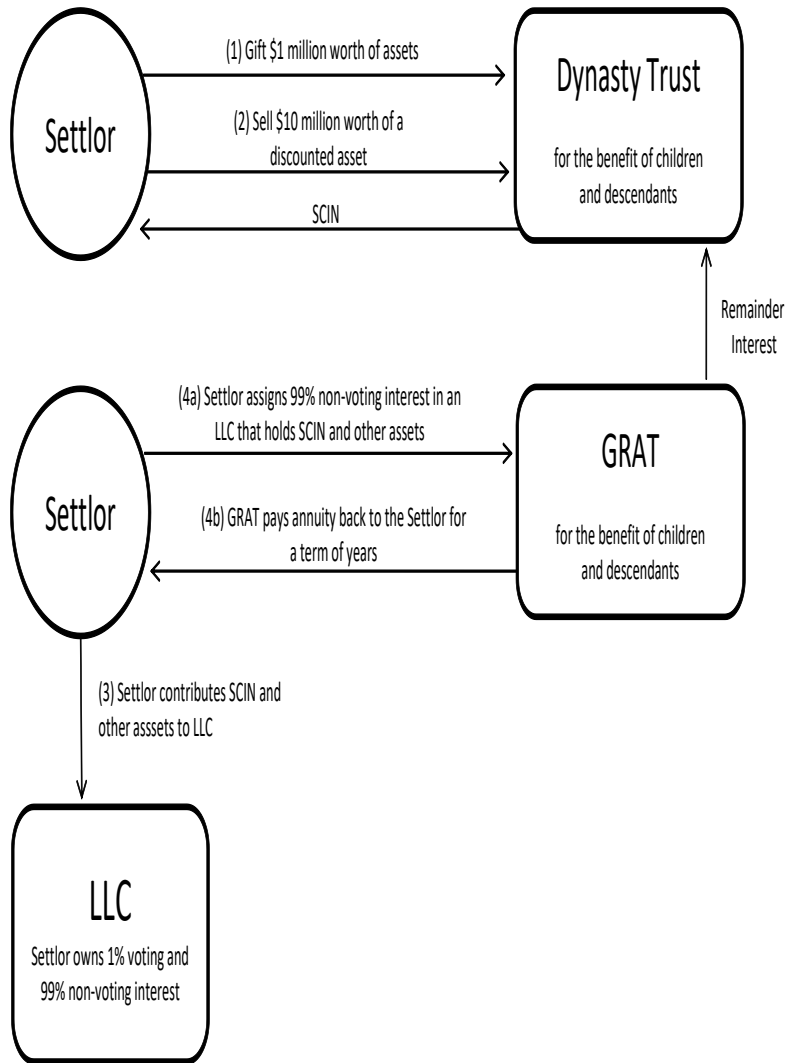 Settlor
(1) Gift $1 million worth of assets
(2) Sell $10 million worth of a
discounted asset
SCIN
Dynasty Trust
for the benefit of children
and descendants
Remainder
Interest
Settlor
(4a) Settlor assigns 99% non-voting interest in an
LLC that holds SCIN and other assets
(4b) GRAT pays annuity back to the Settlor for
a term of years
GRAT
for the benefit of children
and descendants
(3) Settlor contributes SCIN and
other asssets to LLC
LLC
Settlor owns 1% voting and
99% non-voting interest